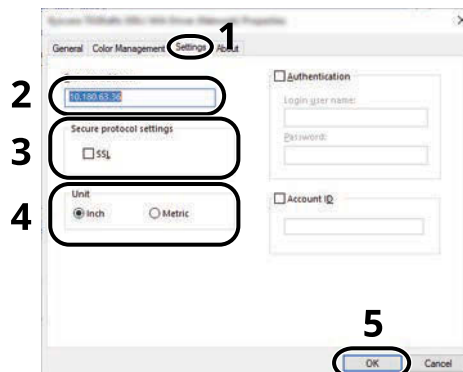 General Color Management Settings About
1
2
10.180.63.36
Authentication
Login user name:
Secure protocol settings
3
SSL
Password:
4
Unit
Inch Metric
Account ID
5
OK Cancel